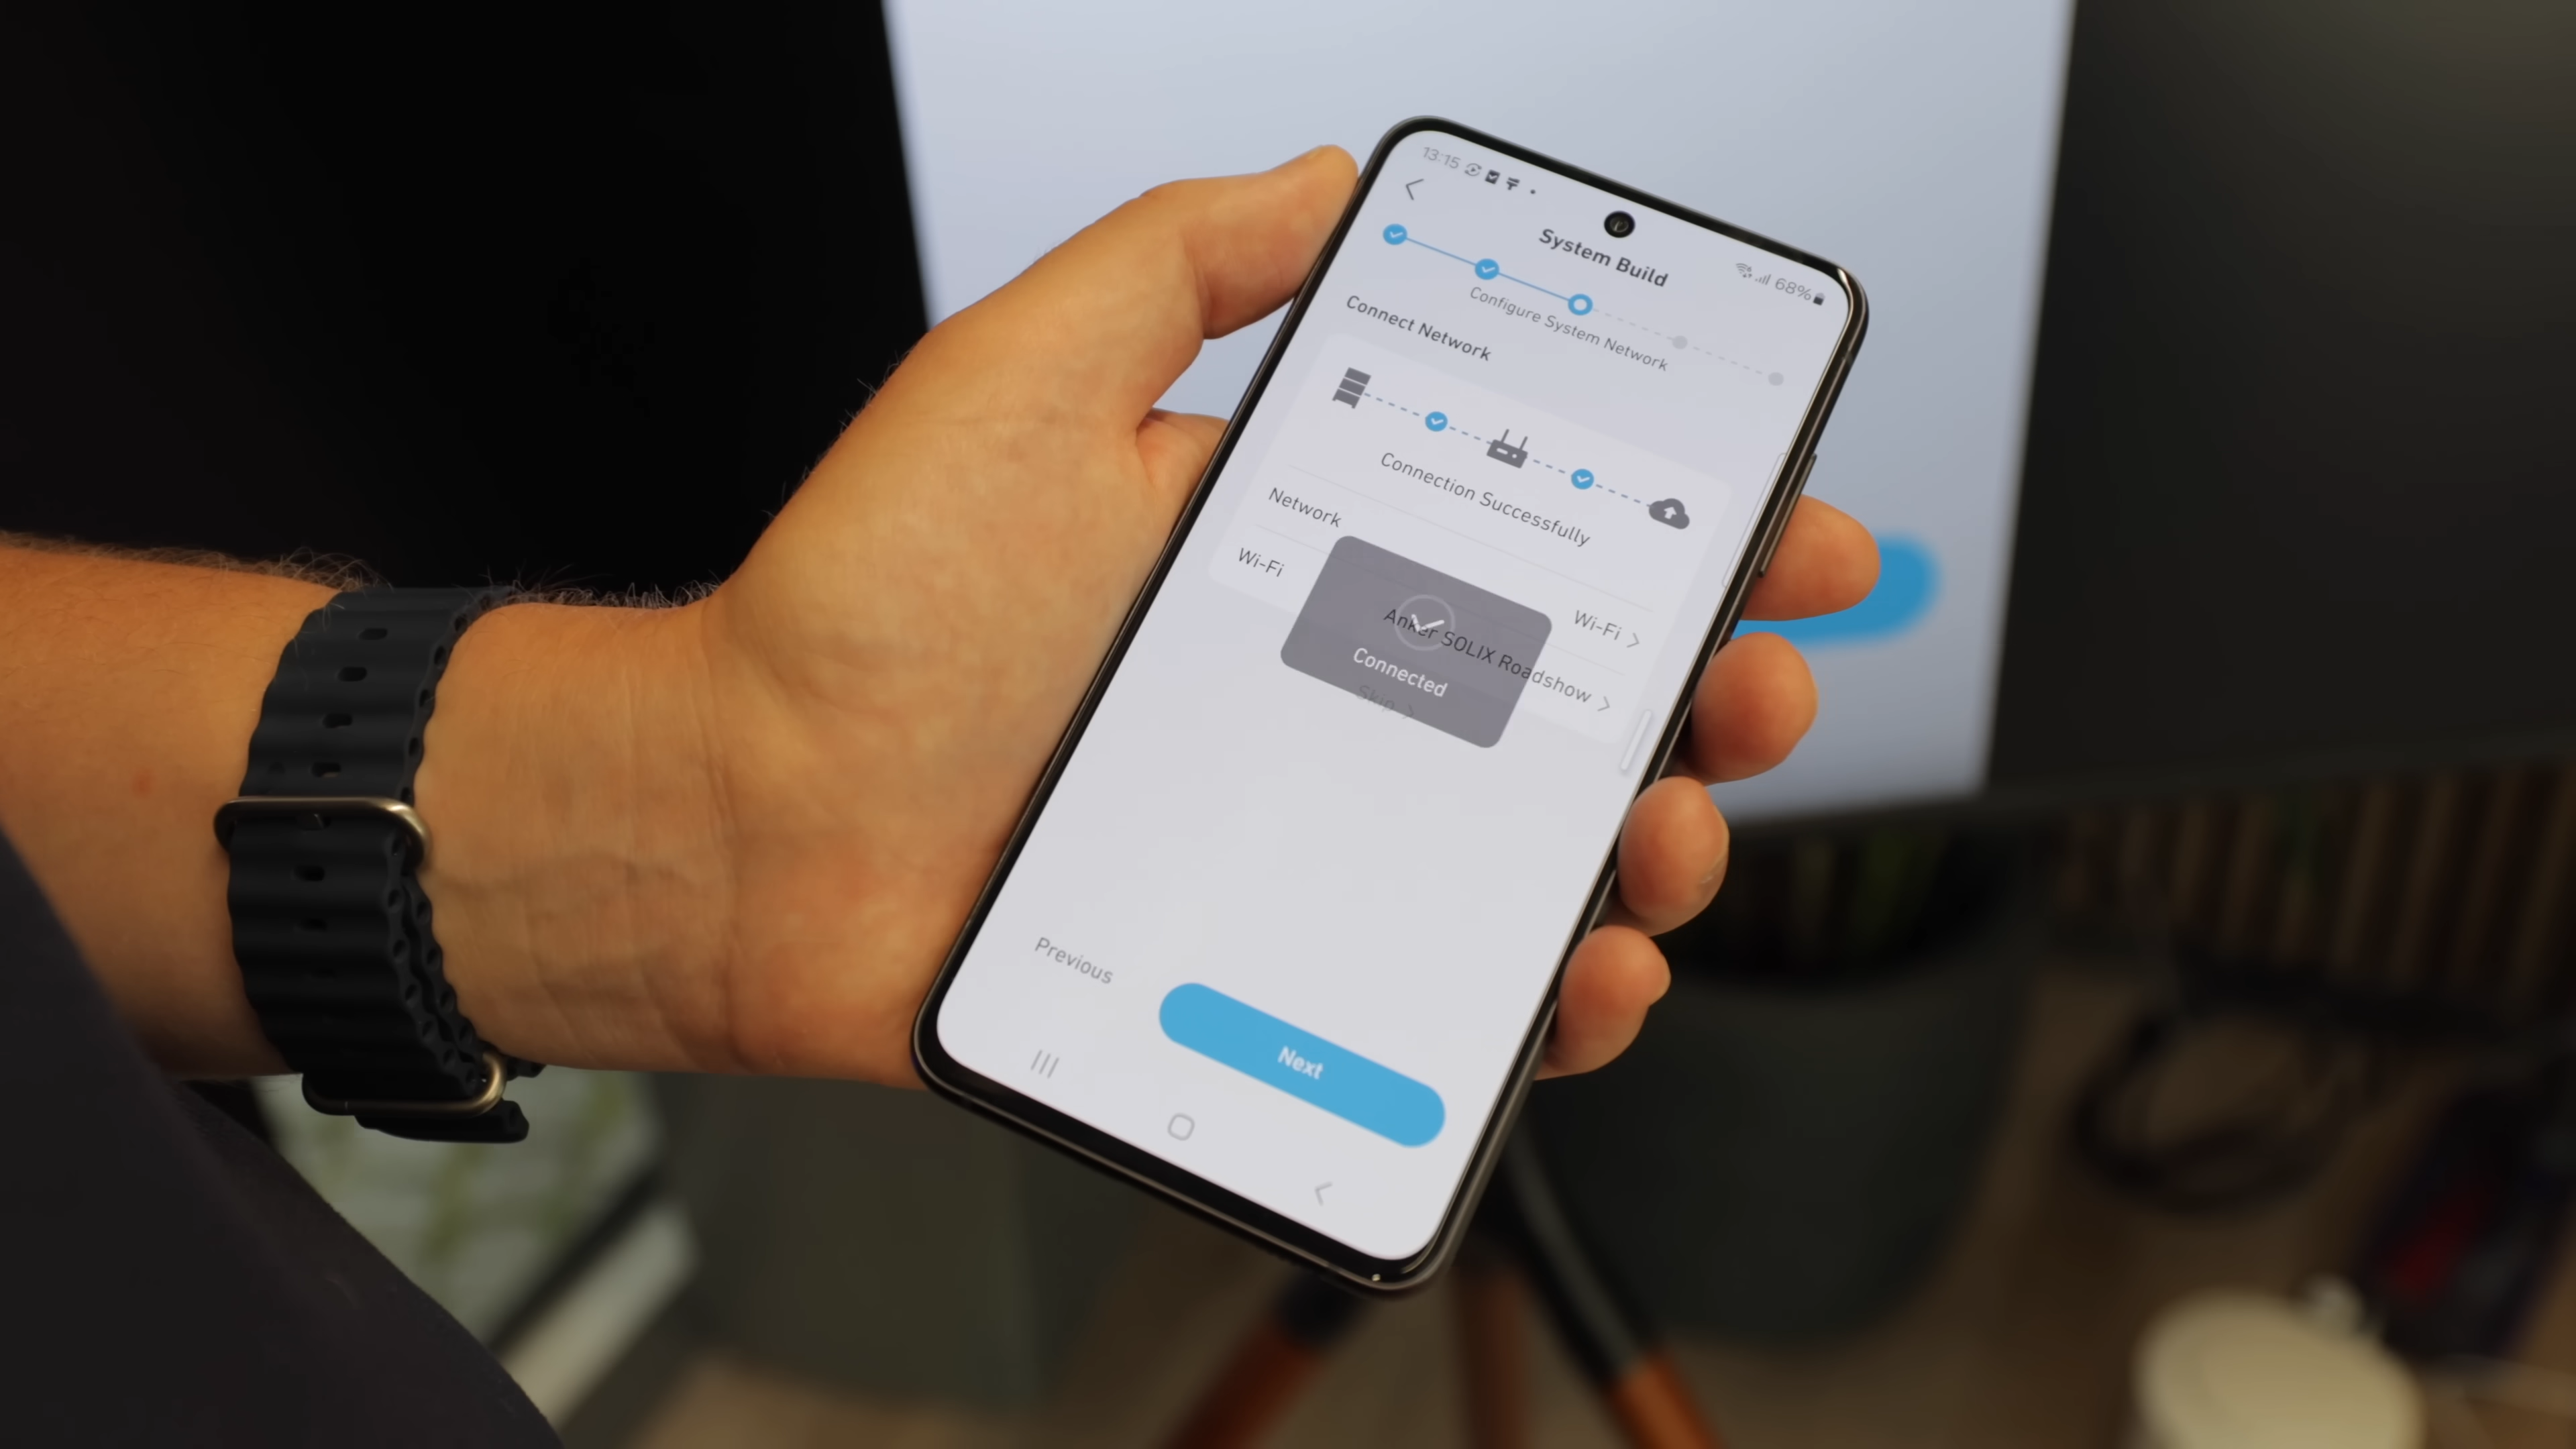 13:15
68%
System Build
Configure System Network
Connect Network
Connection Successfully
Network
Wi-Fi
Wi-Fi
Anker SOLIX Roadshow
Connected
Skip
Previous
Next